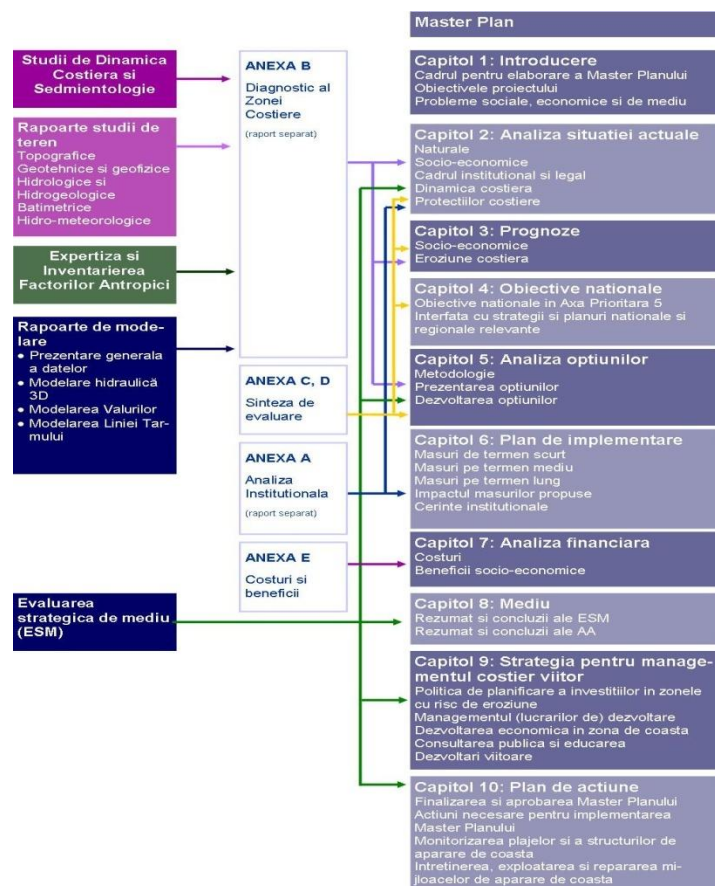 Studii de Dinamica
Costiera si
Sedmientologie
Rapoarte studii de
teren
Topografice
Geotehnice si geofizice
Hidrologice si
Hidrogeologice
Batimetrice
Hidro-meteorologice
Expertiza si
Inventarierea
Factorilor Antropici
Rapoarte de mode-
lare
• Prezentare generala
a datelor
• Modelare hidraulică
3D
• Modelarea Valurilor
• Modelarea Liniei Tar-
mului
Evaluarea
strategica de mediu
(ESM)
ANEXA B
Diagnostic al
Zonei
Costiere
(raport separat)
ANEXA C, D
Sinteza de
evaluare
ANEXA A
Analiza
Institutionala
(raport separat)
ANEXA E
Costuri si
beneficii
Master Plan
Capitol 1: Introducere
Cadrul pentru elaborare a Master Planului
Obiectivele proiectului
Probleme sociale, economice si de mediu
Capitol 2: Analiza situatiei actuale
Naturale
Socio-economice
Cadrul institutional si legal
Dinamica costiera
Protectiilor costiere
Capitol 3: Prognoze
Socio-economice
Eroziune costiera
Capitol 4: Obiective nationale
Obiective nationale in Axa Prioritara 5
Interfata cu strategii si planuri nationale si
regionale relevante
Capitol 5: Analiza optiunilor
Metodologie
Prezentarea optiunilor
Dezvoltarea optiunilor
Capitol 6: Plan de implementare
Masuri de termen scurt
Masuri pe termen mediu
Masuri pe termen lung
Impactul masurilor propuse
Cerinte institutionale
Capitol 7: Analiza financiara
Costuri
Beneficii socio-economice
Capitol 8: Mediu
Rezumat si concluzii ale ESM
Rezumat si concluzii ale AA
Capitol 9: Strategia pentru manage-
mentul costier viitor
Politica de planificare a investitiilor in zonele
cu risc de eroziune
Managementul (lucrarilor de) dezvoltare
Dezvoltarea economica in zona de coasta
Consultarea publica si educarea
Dezvoltari viitoare
Capitol 10: Plan de actiune
Finalizarea si aprobarea Master Planului
Actiuni necesare pentru implementarea
Master Planului
Monitorizarea plajelor si a structurilor de
aparare de coasta
Intretinerea, exploatarea si repararea mi-
jloacelor de aparare de coasta